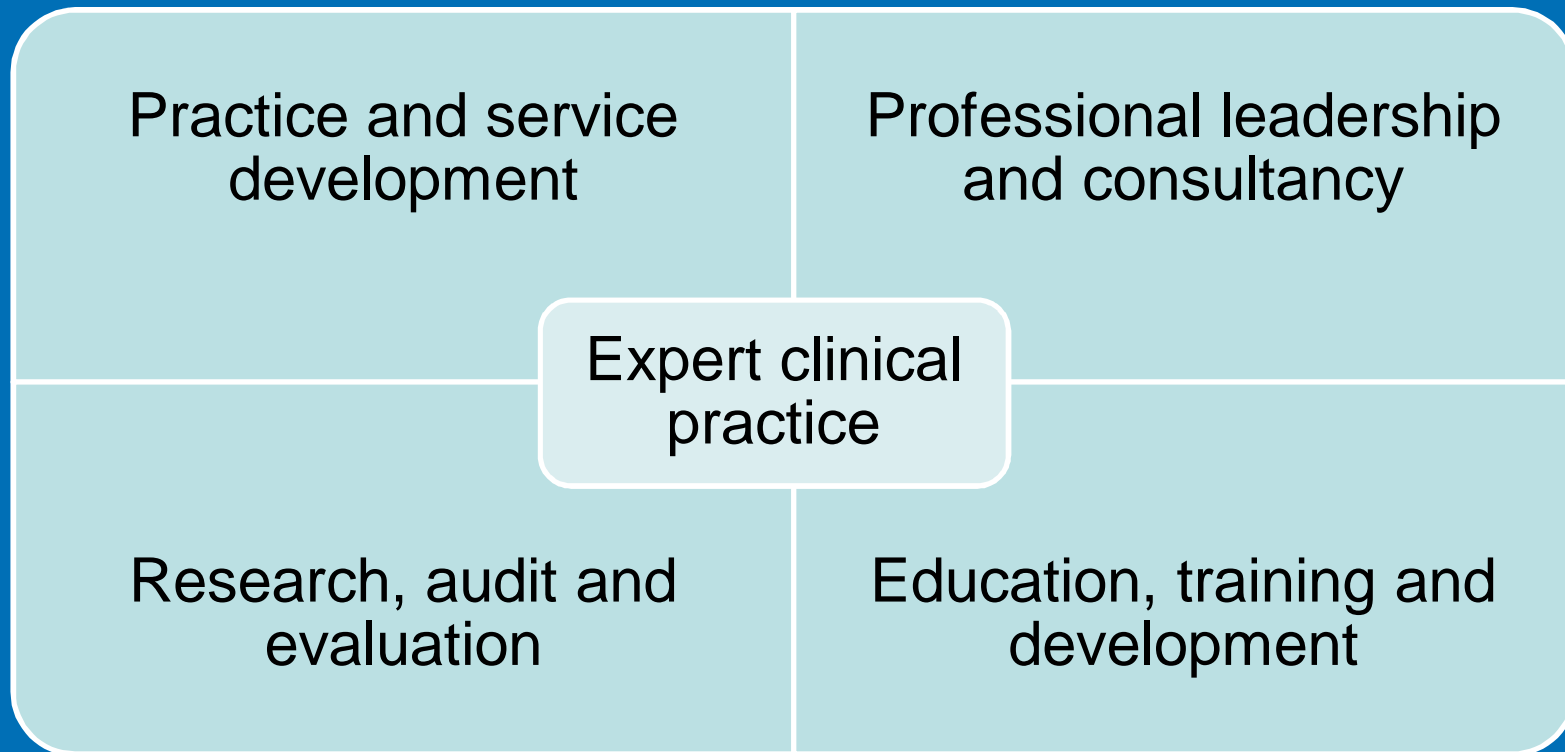 Practice and service
development
Professional leadership
and consultancy
Expert clinical
practice
Research, audit and
evaluation
Education, training and
development